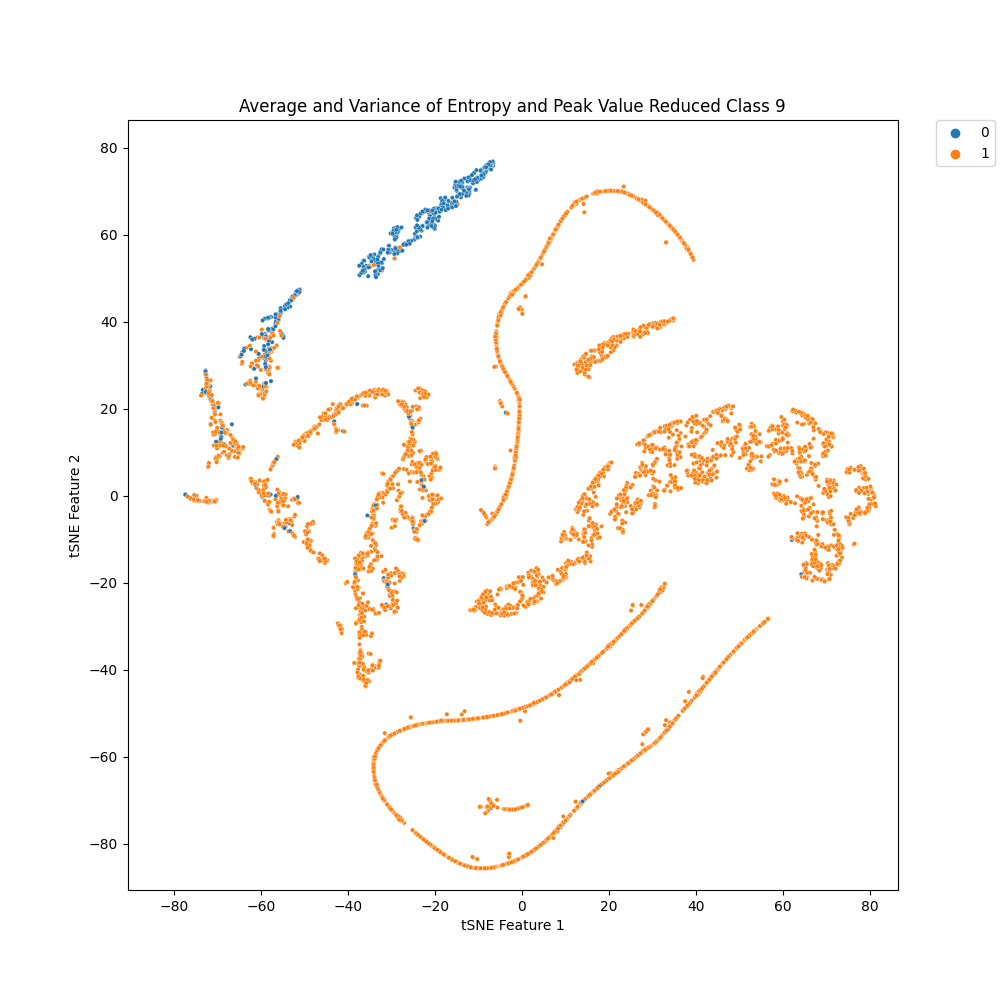 Average and Variance of Entropy and Peak Value Reduced Class 9
0
1
80
60
40
20
0
−20
−40
−60
−80
tSNE Feature 2
−80 −60 −40 −20 0 20 40 60 80
tSNE Feature 1